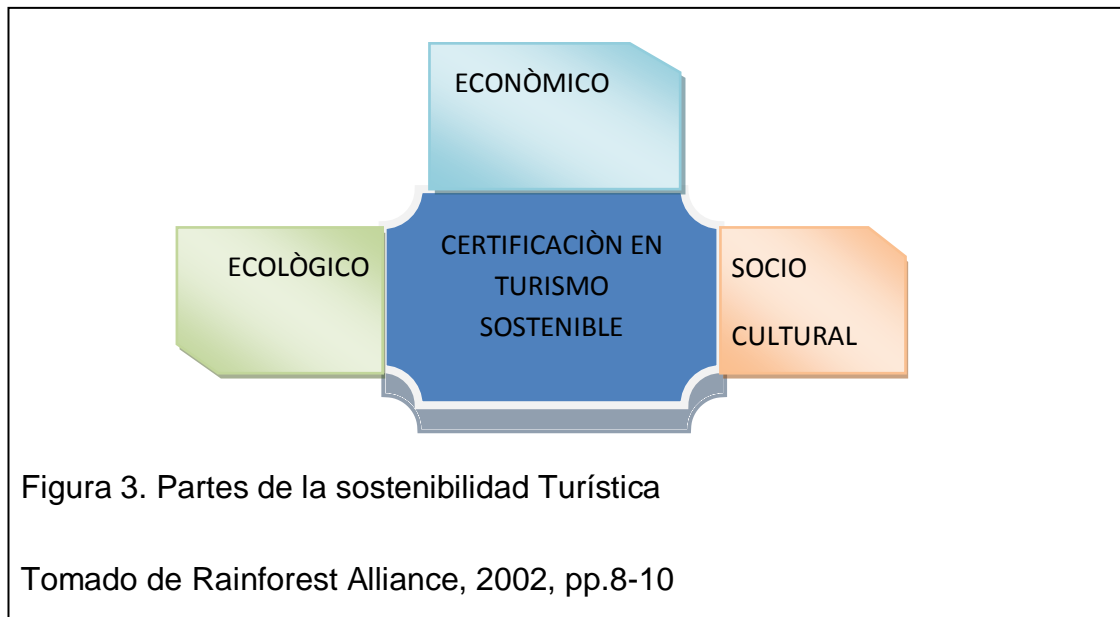 ECONÒMICO
ECOLÒGICO
CERTIFICACIÒN EN
TURISMO
SOSTENIBLE
SOCIO
CULTURAL
Figura 3. Partes de la sostenibilidad Turística
Tomado de Rainforest Alliance, 2002, pp.8-10